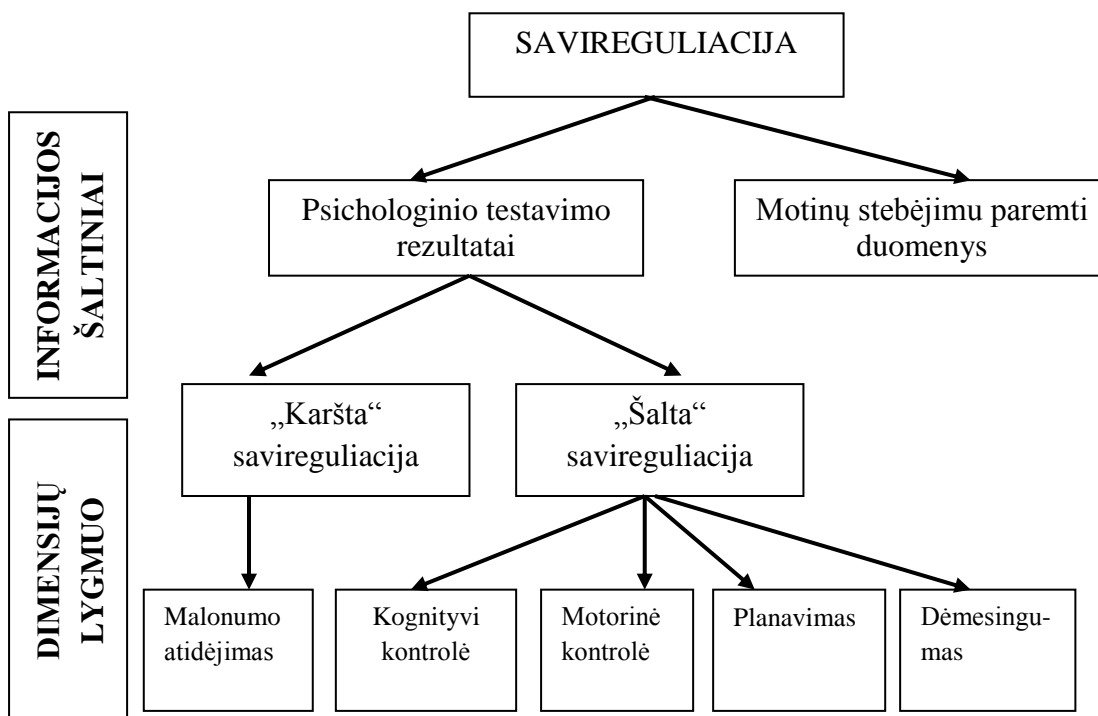 SAVIREGULIACIJA
INFORMACIJOS
ŠALTINIAI
Psichologinio testavimo
rezultatai
Motinų stebėjimu paremti
duomenys
„Karšta“
savireguliacija
„Šalta“
savireguliacija
DIMENSIJŲ
LYGMUO
Malonumo
atidėjimas
Kognityvi
kontrolė
Motorinė
kontrolė
Planavimas
Dėmesingu-
mas